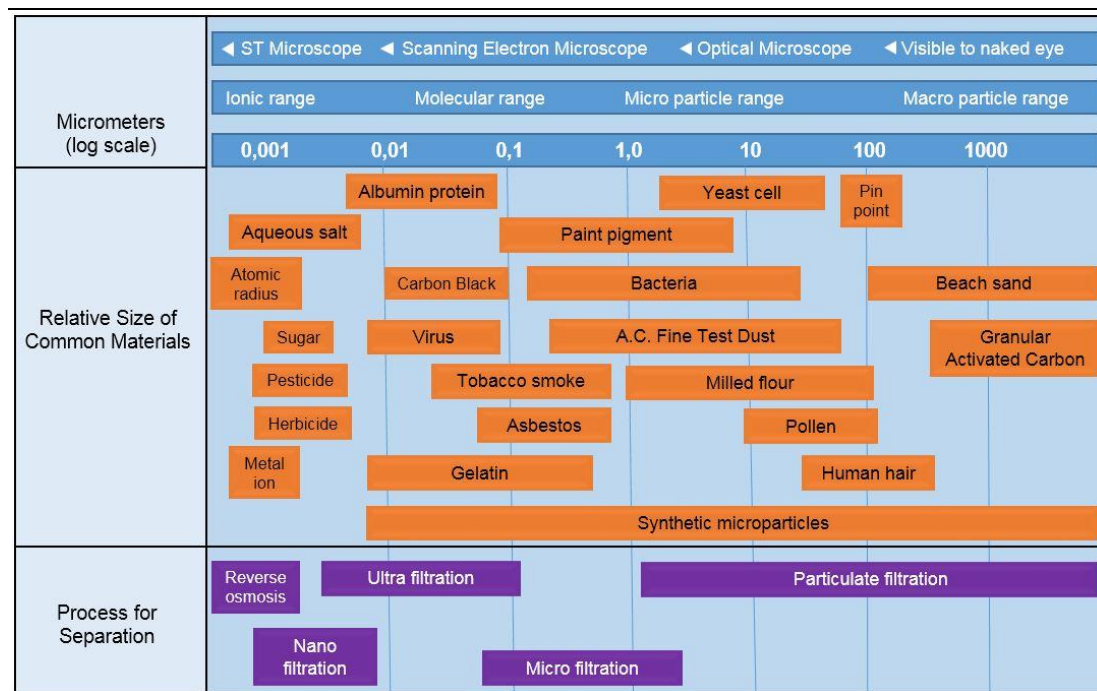 ◄ ST Microscope ◄ Scanning Electron Microscope ◄ Optical Microscope ◄ Visible to naked eye
Ionic range Molecular range Micro particle range Macro particle range
Micrometers
(log scale)
0,001 0,01 0,1 1,0 10 100 1000
Relative Size of
Common Materials
Albumin protein Yeast cell Pin
point
Aqueous salt Paint pigment
Atomic
radius
Carbon Black Bacteria Beach sand
Sugar Virus A.C. Fine Test Dust Granular
Activated Carbon
Pesticide Tobacco smoke Milled flour
Herbicide Asbestos Pollen
Metal
ion
Gelatin Human hair
Synthetic microparticles
Process for
Separation
Reverse
osmosis
Ultra filtration Particulate filtration
Nano
filtration
Micro filtration